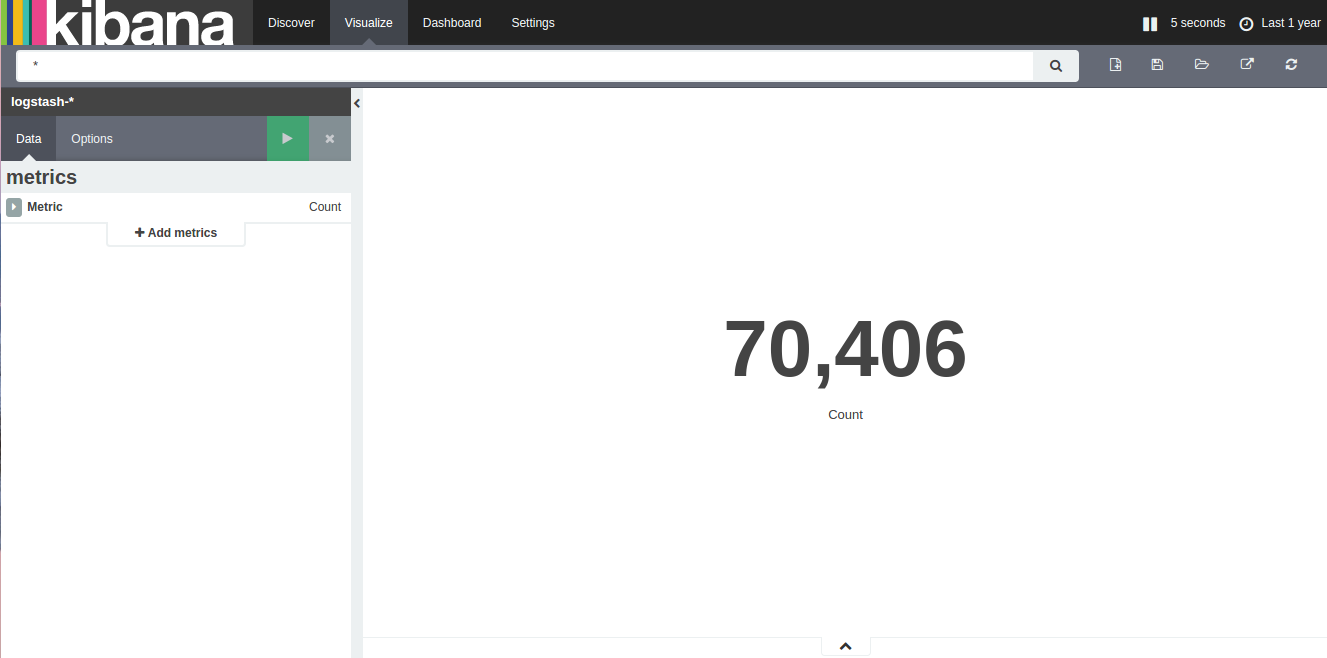 kibana Discover Visualize Dashboard Settings 5 seconds Last 1 year
*
logstash-*
Data Options
metrics
Metric Count
Add metrics
70,406
Count